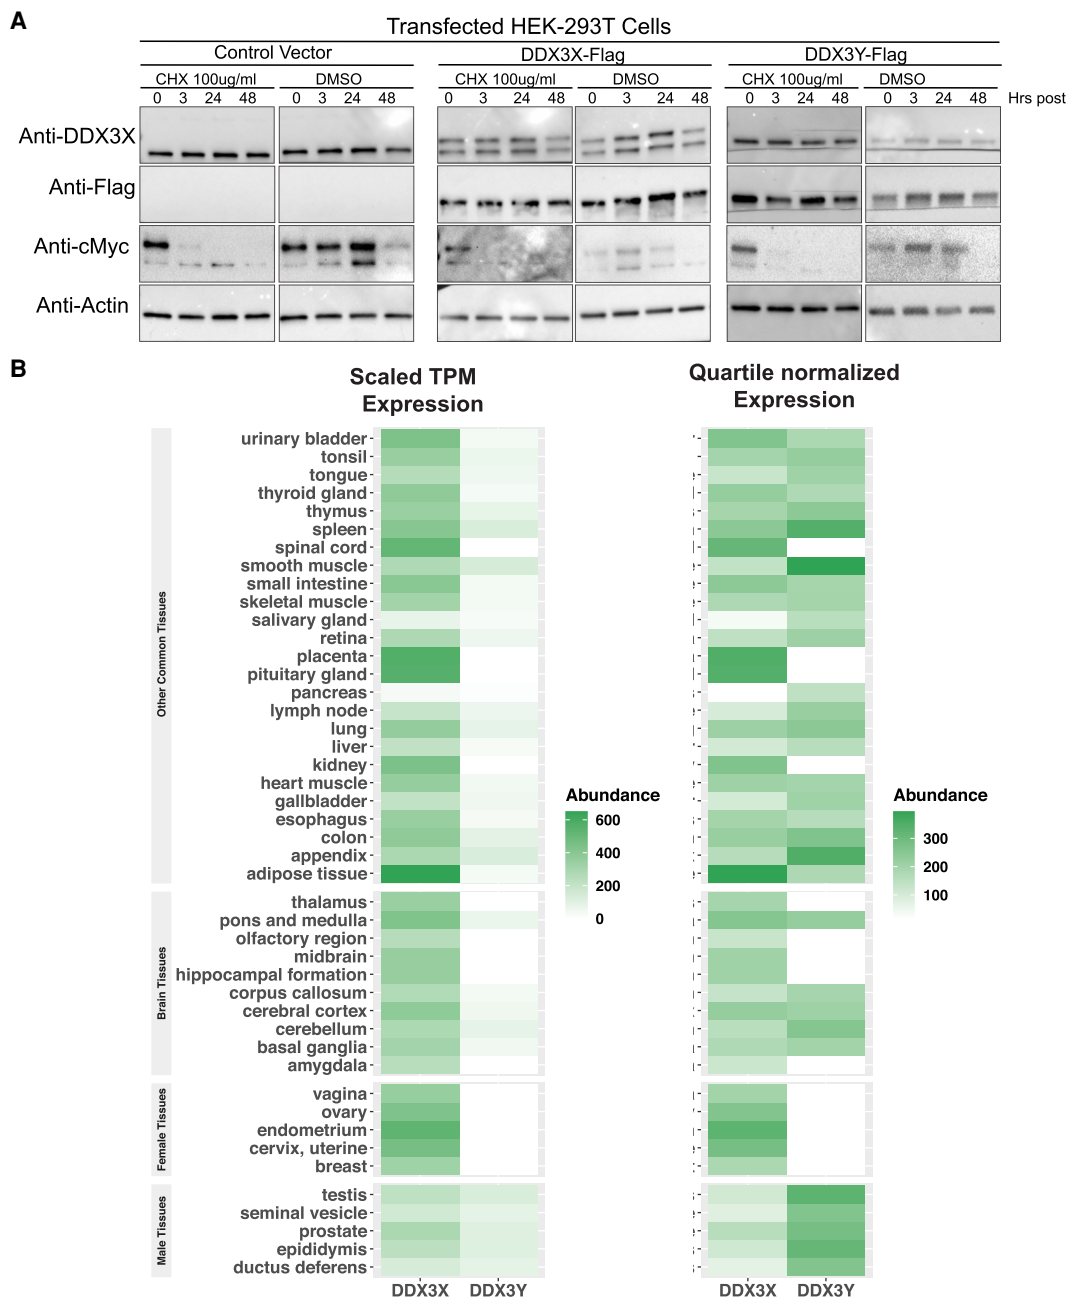 A
Transfected HEK-293T Cells
Control Vector DDX3X-Flag DDX3Y-Flag
CHX 100ug/ml DMSO CHX 100ug/ml DMSO CHX 100ug/ml DMSO
0 3 24 48 0 3 24 48 0 3 24 48 0 3 24 48 0 3 24 48 0 3 24 48 Hrs post
Anti-DDX3X
Anti-Flag
Anti-cMyc
Anti-Actin
B
Scaled TPM
Expression
Quartile normalized
Expression
Other Common Tissues
urinary bladder
tonsil
tongue
thyroid gland
thymus
spleen
spinal cord
smooth muscle
small intestine
skeletal muscle
salivary gland
retina
placenta
pituitary gland
pancreas
lymph node
lung
liver
kidney
heart muscle
gallbladder
esophagus
colon
appendix
adipose tissue
Brain Tissues
thalamus
pons and medulla
olfactory region
midbrain
hippocampal formation
corpus callosum
cerebral cortex
cerebellum
basal ganglia
amygdala
Female Tissues
vagina
ovary
endometrium
cervix, uterine
breast
Male Tissues
testis
seminal vesicle
prostate
epididymis
ductus deferens
DDX3X DDX3Y
Abundance
600
400
200
0
DDX3X DDX3Y
Abundance
300
200
100